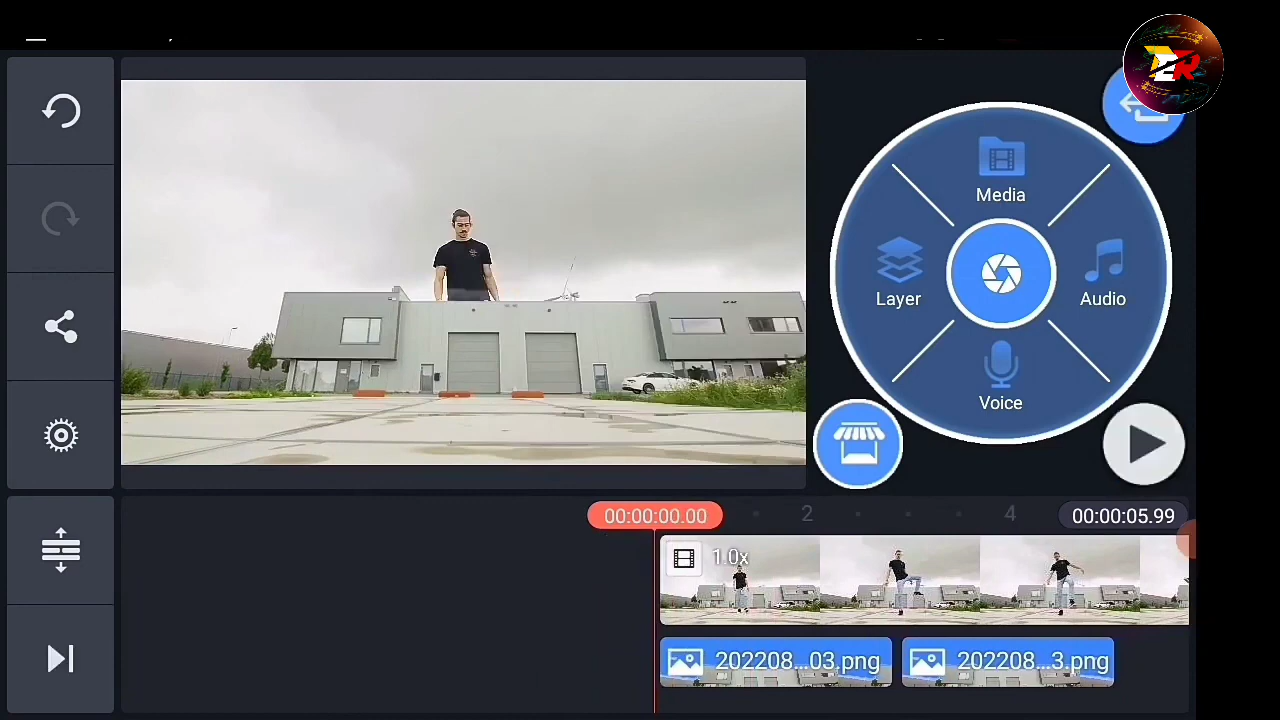 DER
Media
Layer
Audio
Voice
00:00:00.00
2
4
00:00:05.99
1.0x
202208...03.png
202208...3.png